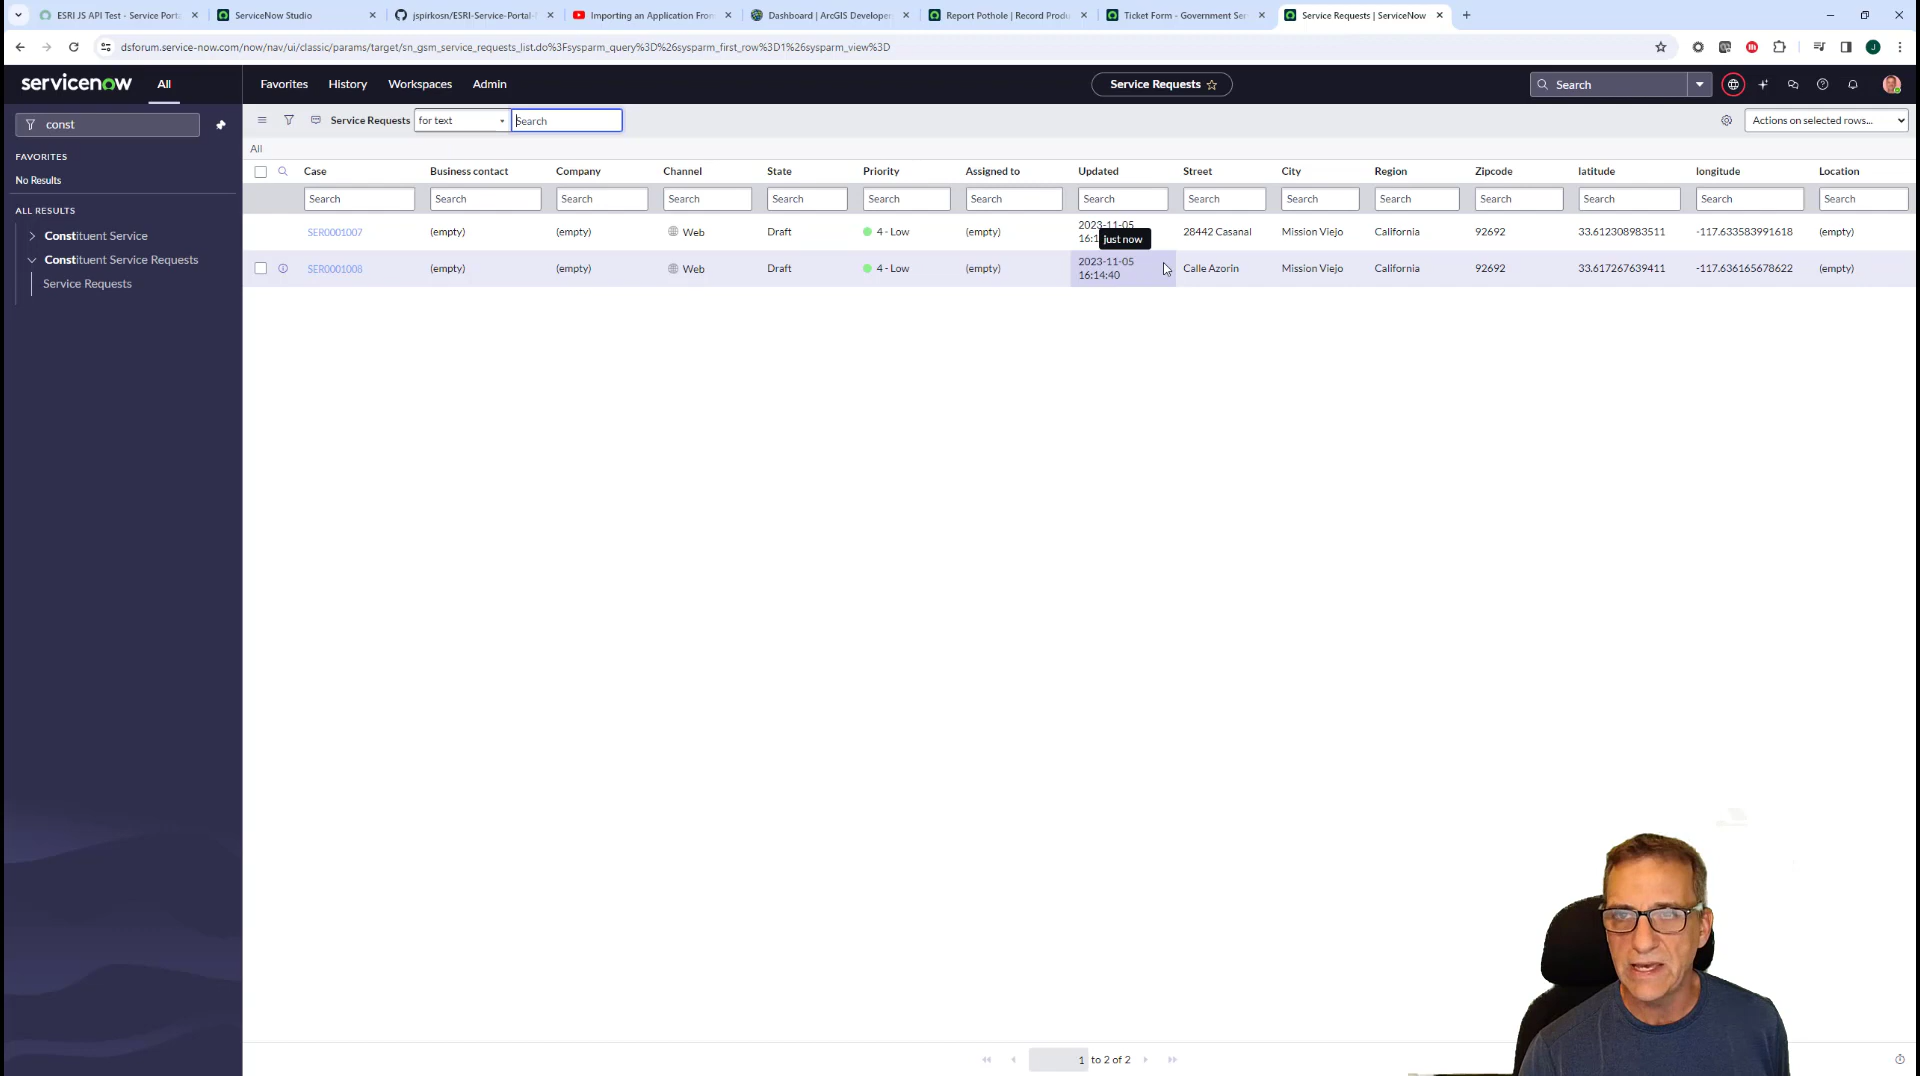 ESRI JS API Test - Service Port
ServiceNow Studio
jspirkosn/ESRI-Service-Portal-
Importing an Application From
Dashboard | ArcGIS Developers
Report Pothole | Record Produ
Ticket Form - Government Ser
Service Requests | ServiceNow
dsforum.service-now.com/now/nav/ui/classic/params/target/sn_gsm_service_requests_list.do%3Fsysparm_query%3D%26sysparm_first_row%3D1%26sysparm_view%3D
J
servicenow All Favorites History Workspaces Admin Service Requests Search
const
FAVORITES
No Results
ALL RESULTS
Constituent Service
Constituent Service Requests
Service Requests
Service Requests for text Search Actions on selected rows...
All
Case Business contact Company Channel State Priority Assigned to Updated Street City Region Zipcode latitude longitude Location
Search Search Search Search Search Search Search Search Search Search Search Search Search Search Search
SER0001007 (empty) (empty) Web Draft 4 - Low (empty) 2023-11-05 28442 Casanal Mission Viejo California 92692 33.612308983511 -117.633583991618 (empty)
16:1
just now
SER0001008 (empty) (empty) Web Draft 4 - Low (empty) 2023-11-05 Calle Azorin Mission Viejo California 92692 33.617267639411 -117.636165678622 (empty)
16:14:40
1 to 2 of 2